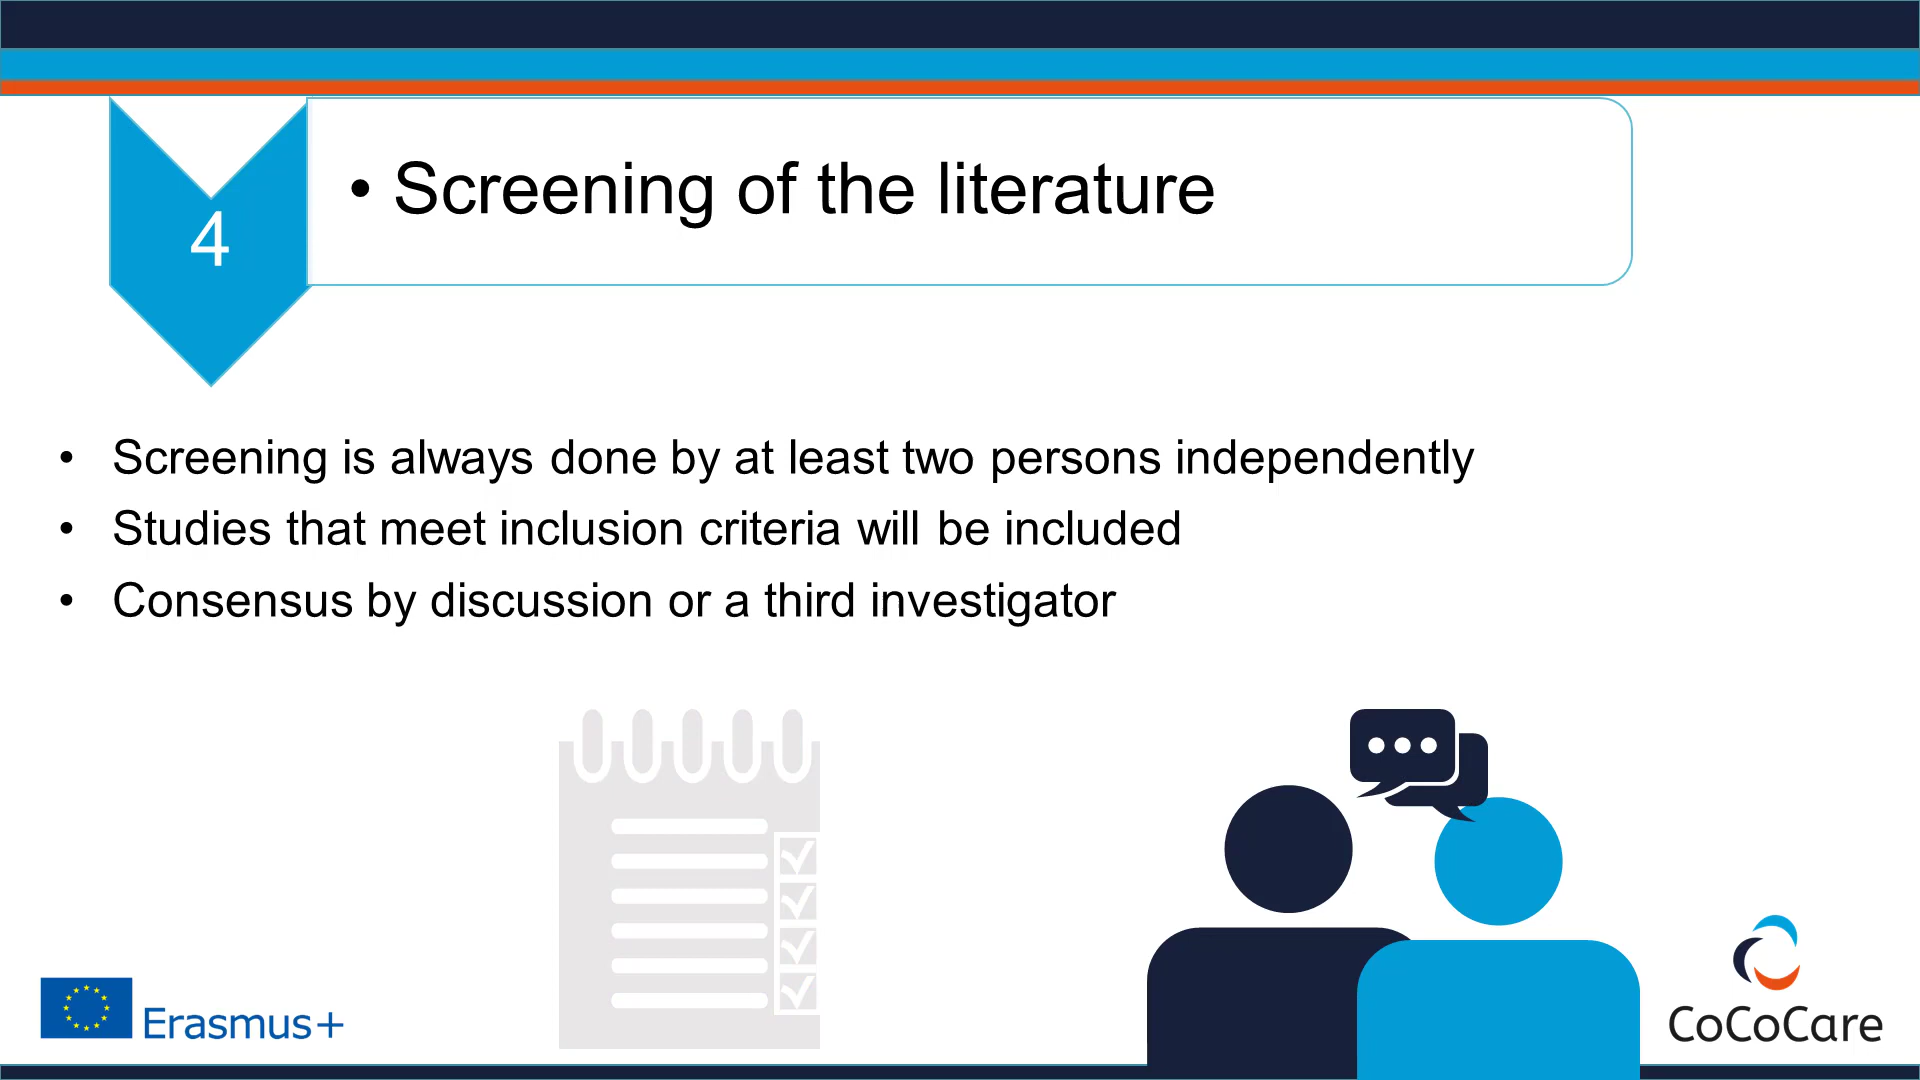 4
• Screening of the literature
• Screening is always done by at least two persons independently
• Studies that meet inclusion criteria will be included
• Consensus by discussion or a third investigator
Erasmus+
CoCoCare